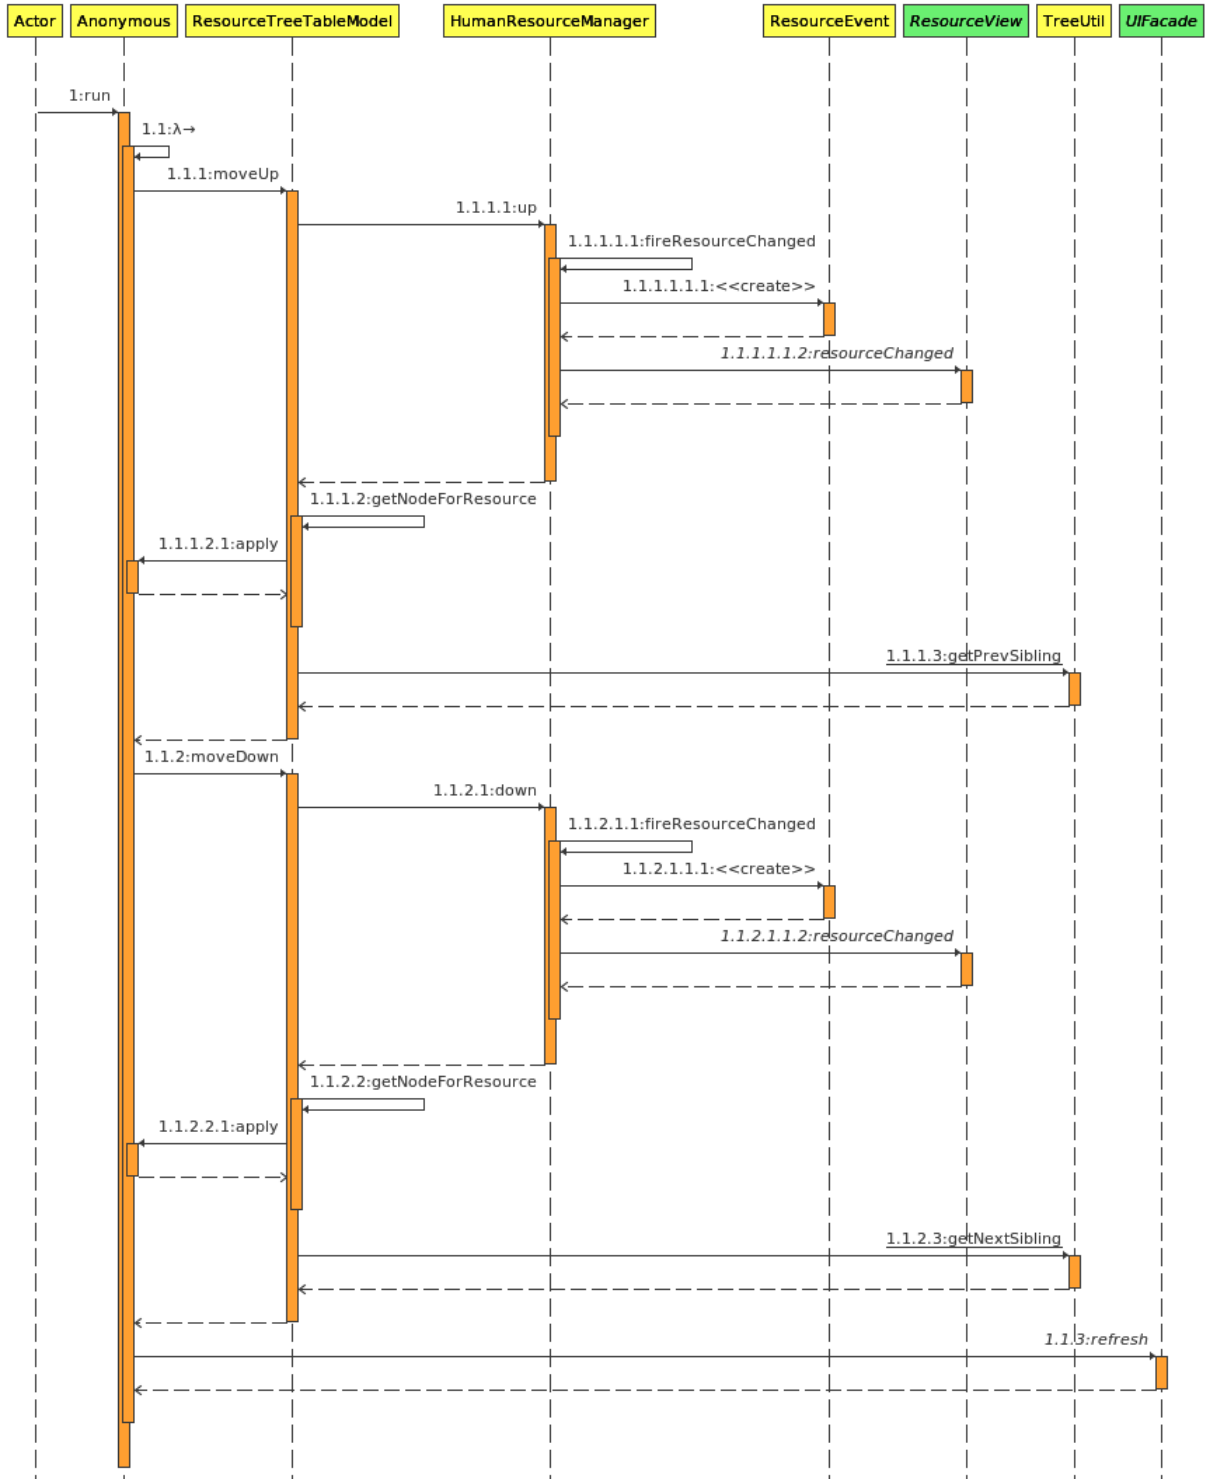 Actor
Anonymous
ResourceTreeTableModel
HumanResourceManager
ResourceEvent
ResourceView
TreeUtil
UIFacade
1:run
1.1:λ→
1.1.1:moveUp
1.1.1.1:up
1.1.1.1.1:fireResourceChanged
1.1.1.1.1.1:<<create>>
1.1.1.1.1.2:resourceChanged
1.1.1.2:getNodeForResource
1.1.1.2.1:apply
1.1.1.3:getPrevSibling
1.1.2:moveDown
1.1.2.1:down
1.1.2.1.1:fireResourceChanged
1.1.2.1.1.1:<<create>>
1.1.2.1.1.2:resourceChanged
1.1.2.2:getNodeForResource
1.1.2.2.1:apply
1.1.2.3:getNextSibling
1.1.3:refresh